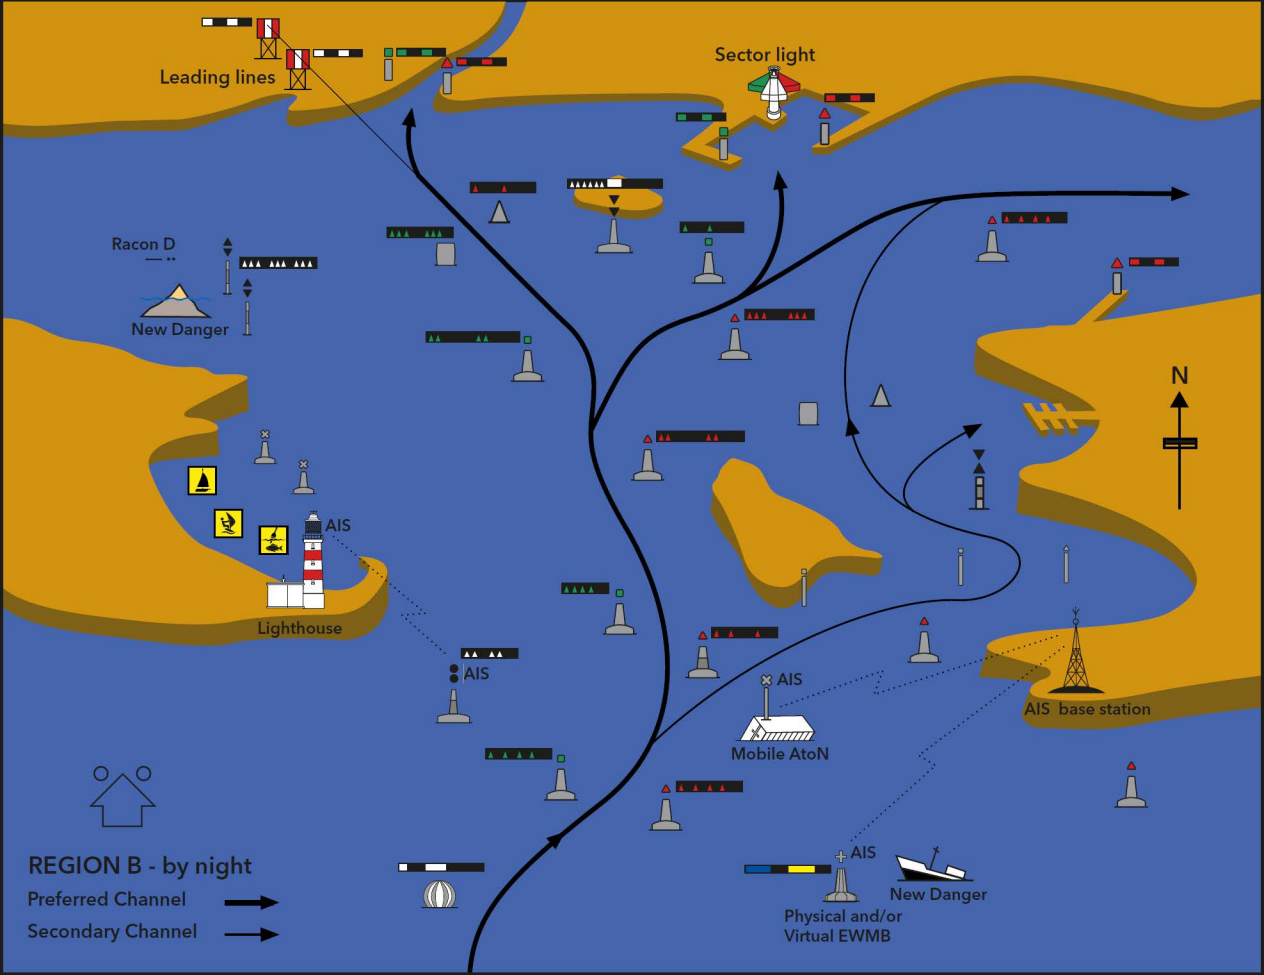 Leading lines
Sector light
Racon D
New Danger
N
AIS
Lighthouse
AIS
AIS
Mobile AtoN
AIS base station
AIS
New Danger
Physical and/or
Virtual EWMB
REGION B - by night
Preferred Channel
Secondary Channel